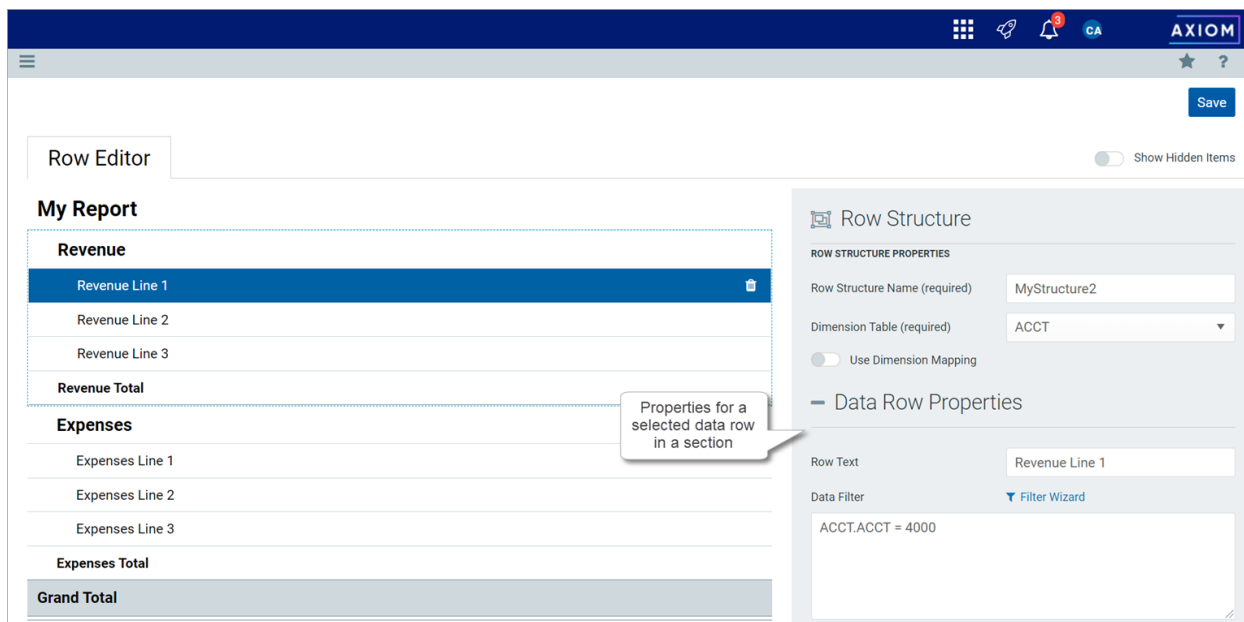 3
CA
AXIOM
?
Save
Row Editor
Show Hidden Items
My Report
Revenue
Revenue Line 1
Revenue Line 2
Revenue Line 3
Revenue Total
Expenses
Expenses Line 1
Expenses Line 2
Expenses Line 3
Expenses Total
Grand Total
Properties for a
selected data row
in a section
Row Structure
ROW STRUCTURE PROPERTIES
Row Structure Name (required) MyStructure2
Dimension Table (required) ACCT
Use Dimension Mapping
Data Row Properties
Row Text Revenue Line 1
Data Filter Filter Wizard
ACCT.ACCT = 4000